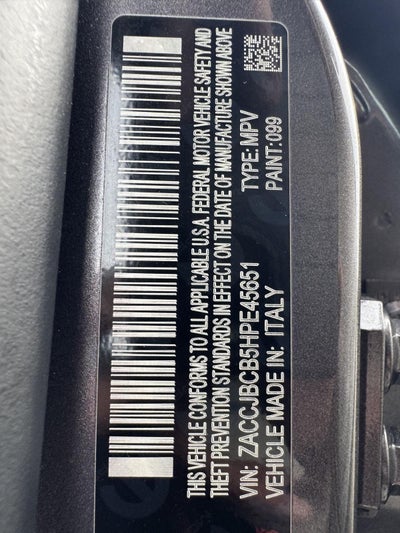 THIS VEHICLE CONFORMS TO ALL APPLICABLE U.S.A. FEDERAL MOTOR VEHICLE SAFETY AND
THEFT PREVENTION STANDARDS IN EFFECT ON THE DATE OF MANUFACTURE SHOWN ABOVE
VIN: ZACCJBCB5HPE45651 TYPE: MPV
VEHICLE MADE IN: ITALY PAINT: 099